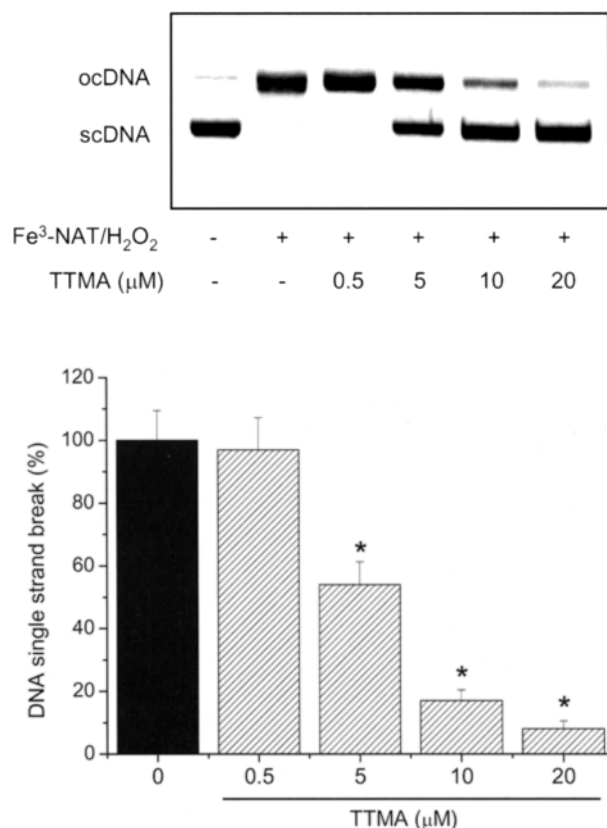 ocDNA
scDNA
Fe³-NAT/H₂O₂ - + + + + +
TTMA (μM) - - 0.5 5 10 20
120
100
80
60
40
20
0
DNA single strand break (%)
* * *
0 0.5 5 10 20
TTMA (μM)